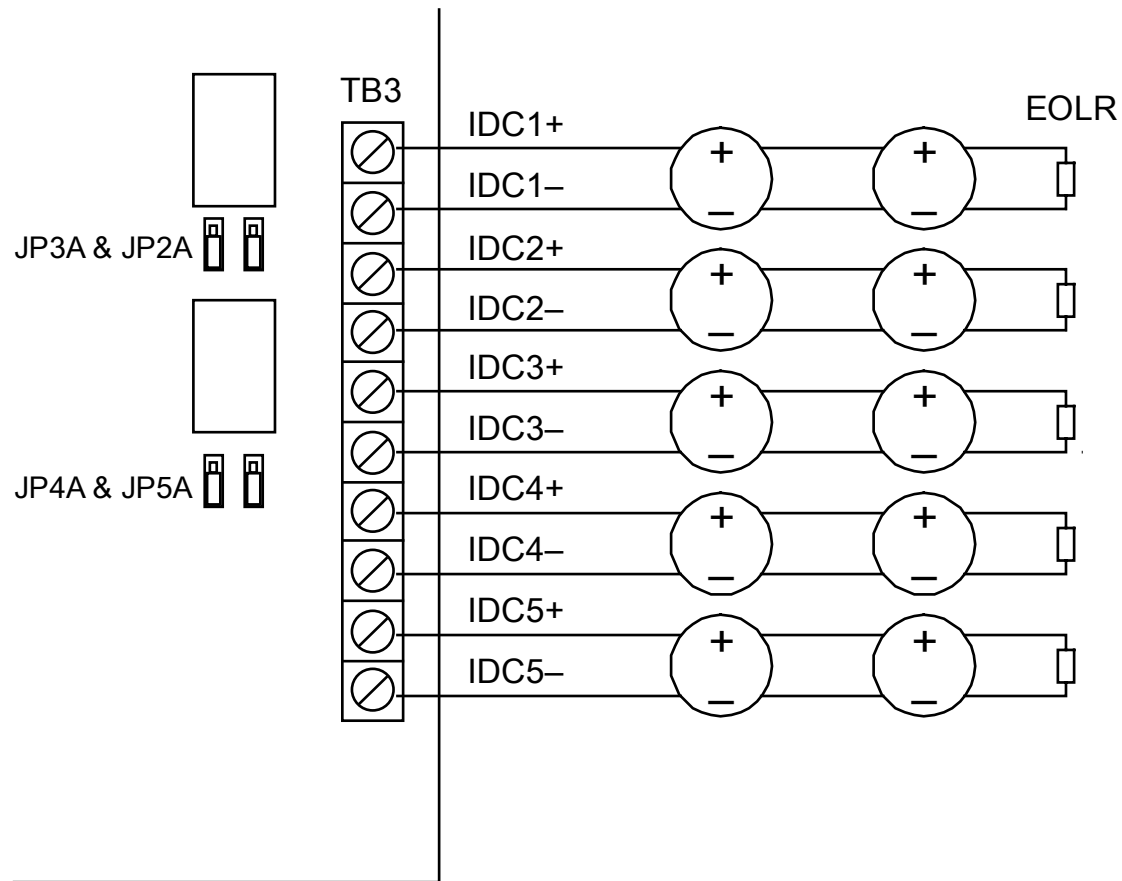 TB3
EOLR
IDC1+
IDC1–
JP3A & JP2A
IDC2+
IDC2–
IDC3+
IDC3–
JP4A & JP5A
IDC4+
IDC4–
IDC5+
IDC5–
+ +
– –
+ +
– –
+ +
– –
+ +
– –
+ +
– –